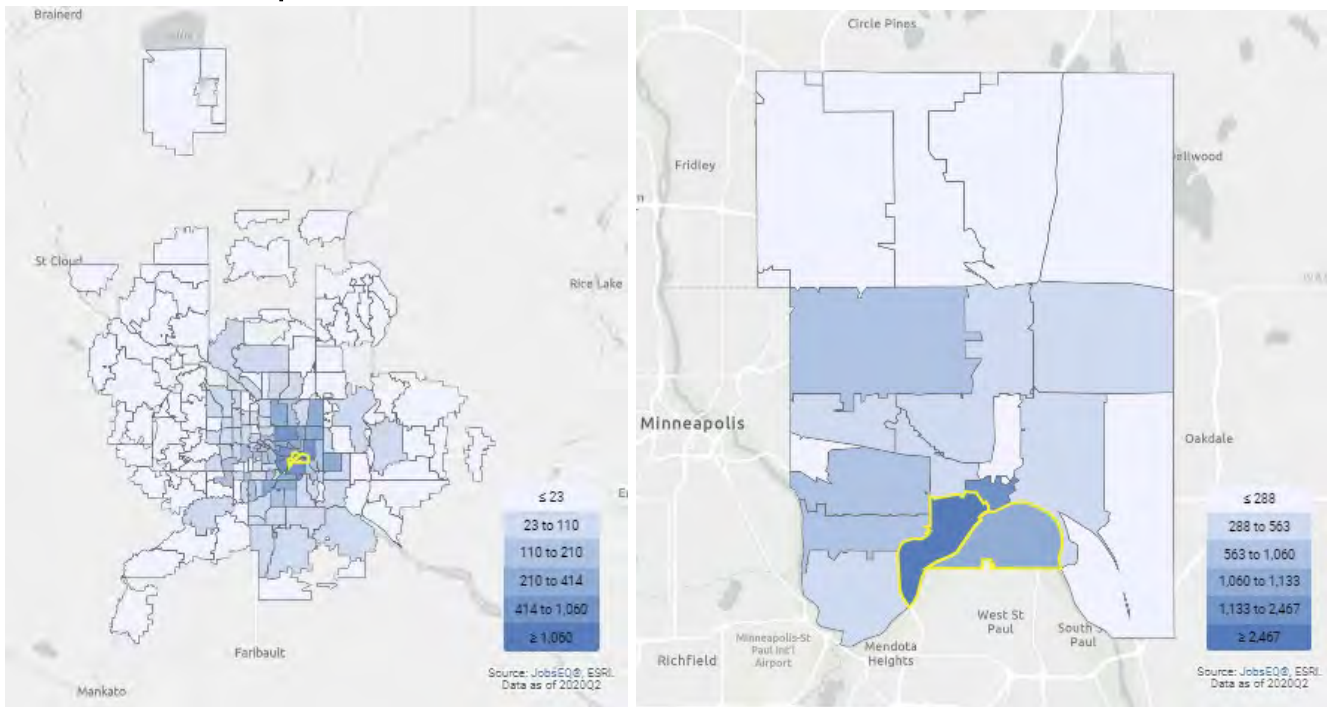 Brainerd
St Cloud
Rice Lake
Faribault
Mankato
≤ 23
23 to 110
110 to 210
210 to 414
414 to 1,060
≥ 1,060
Source: JobsEQ®, ESRI.
Data as of 2020Q2
Circle Pines
Fridley
Minneapolis
Oakdale
West St
Paul
South
Paul
Mendota
Heights
Minneapolis-St
Paul Int'l
Airport
Richfield
≤ 288
288 to 563
563 to 1,060
1,060 to 1,133
1,133 to 2,467
≥ 2,467
Source: JobsEQ®, ESRI.
Data as of 2020Q2